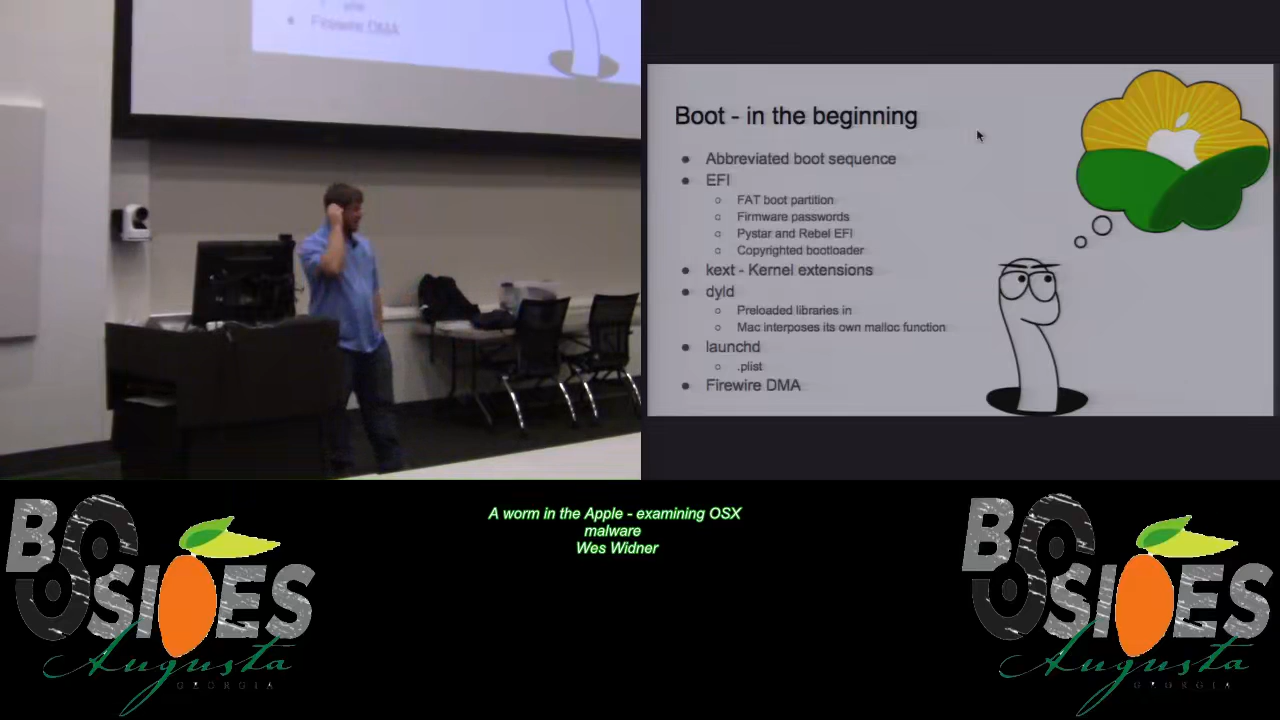 Firewire DMA
Boot - in the beginning
Abbreviated boot sequence
EFI
FAT boot partition
Firmware passwords
Pystar and Rebel EFI
Copyrighted bootloader
kext - Kernel extensions
dyld
Preloaded libraries in
Mac interposes its own malloc function
launchd
.plist
Firewire DMA
A worm in the Apple - examining OSX
malware
Wes Widner
BSIDES
Augusta
GEORGIA
BSIDES
Augusta
GEORGIA